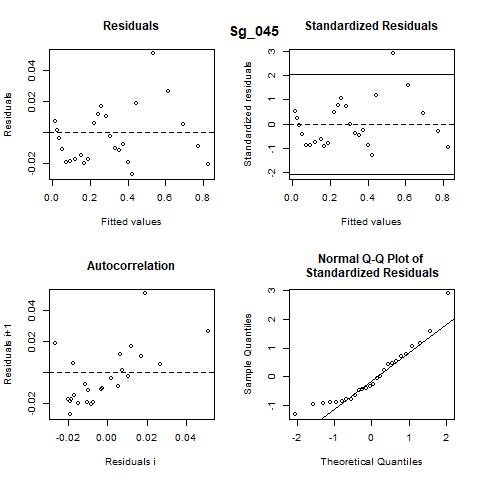 Sg_045
Residuals
Residuals
-0.02
0.02
0.04
0.0
0.2
0.4
0.6
0.8
Fitted values
Standardized Residuals
Standardized residuals
-2
-1
0
1
2
3
0.0
0.2
0.4
0.6
0.8
Fitted values
Autocorrelation
Residuals i+1
-0.02
0.02
0.04
-0.02
0.00
0.02
0.04
Residuals i
Normal Q-Q Plot of
Standardized Residuals
Sample Quantiles
-1
0
1
2
3
-2
-1
0
1
2
Theoretical Quantiles